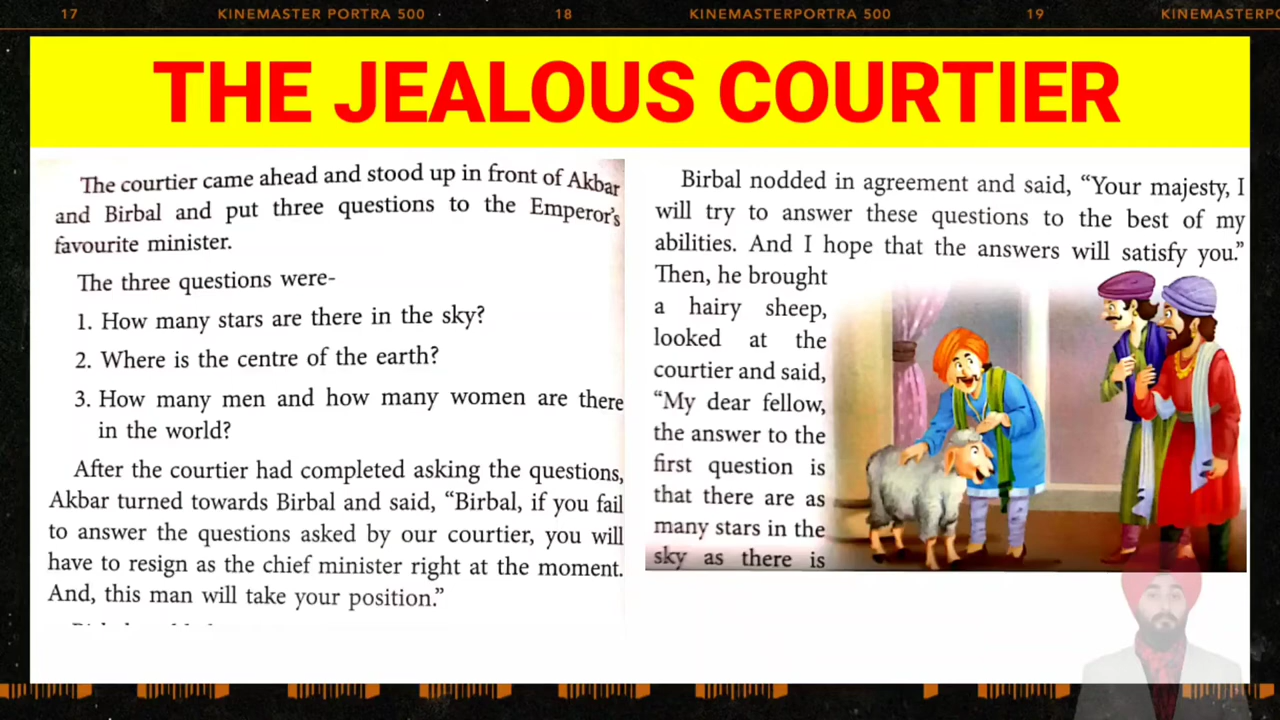 17 KINEMASTER PORTRA 500 18 KINEMASTERPORTRA 500 19 KINEMASTERPO
THE JEALOUS COURTIER
The courtier came ahead and stood up in front of Akbar
and Birbal and put three questions to the Emperor's
favourite minister.
The three questions were-
1. How many stars are there in the sky?
2. Where is the centre of the earth?
3. How many men and how many women are there
in the world?
After the courtier had completed asking the questions,
Akbar turned towards Birbal and said, “Birbal, if you fail
to answer the questions asked by our courtier, you will
have to resign as the chief minister right at the moment.
And, this man will take your position.”
Birbal nodded in agreement and said, “Your majesty, I
will try to answer these questions to the best of my
abilities. And I hope that the answers will satisfy you.”
Then, he brought
a hairy sheep,
looked at the
courtier and said,
“My dear fellow,
the answer to the
first question is
that there are as
many stars in the
sky as there is